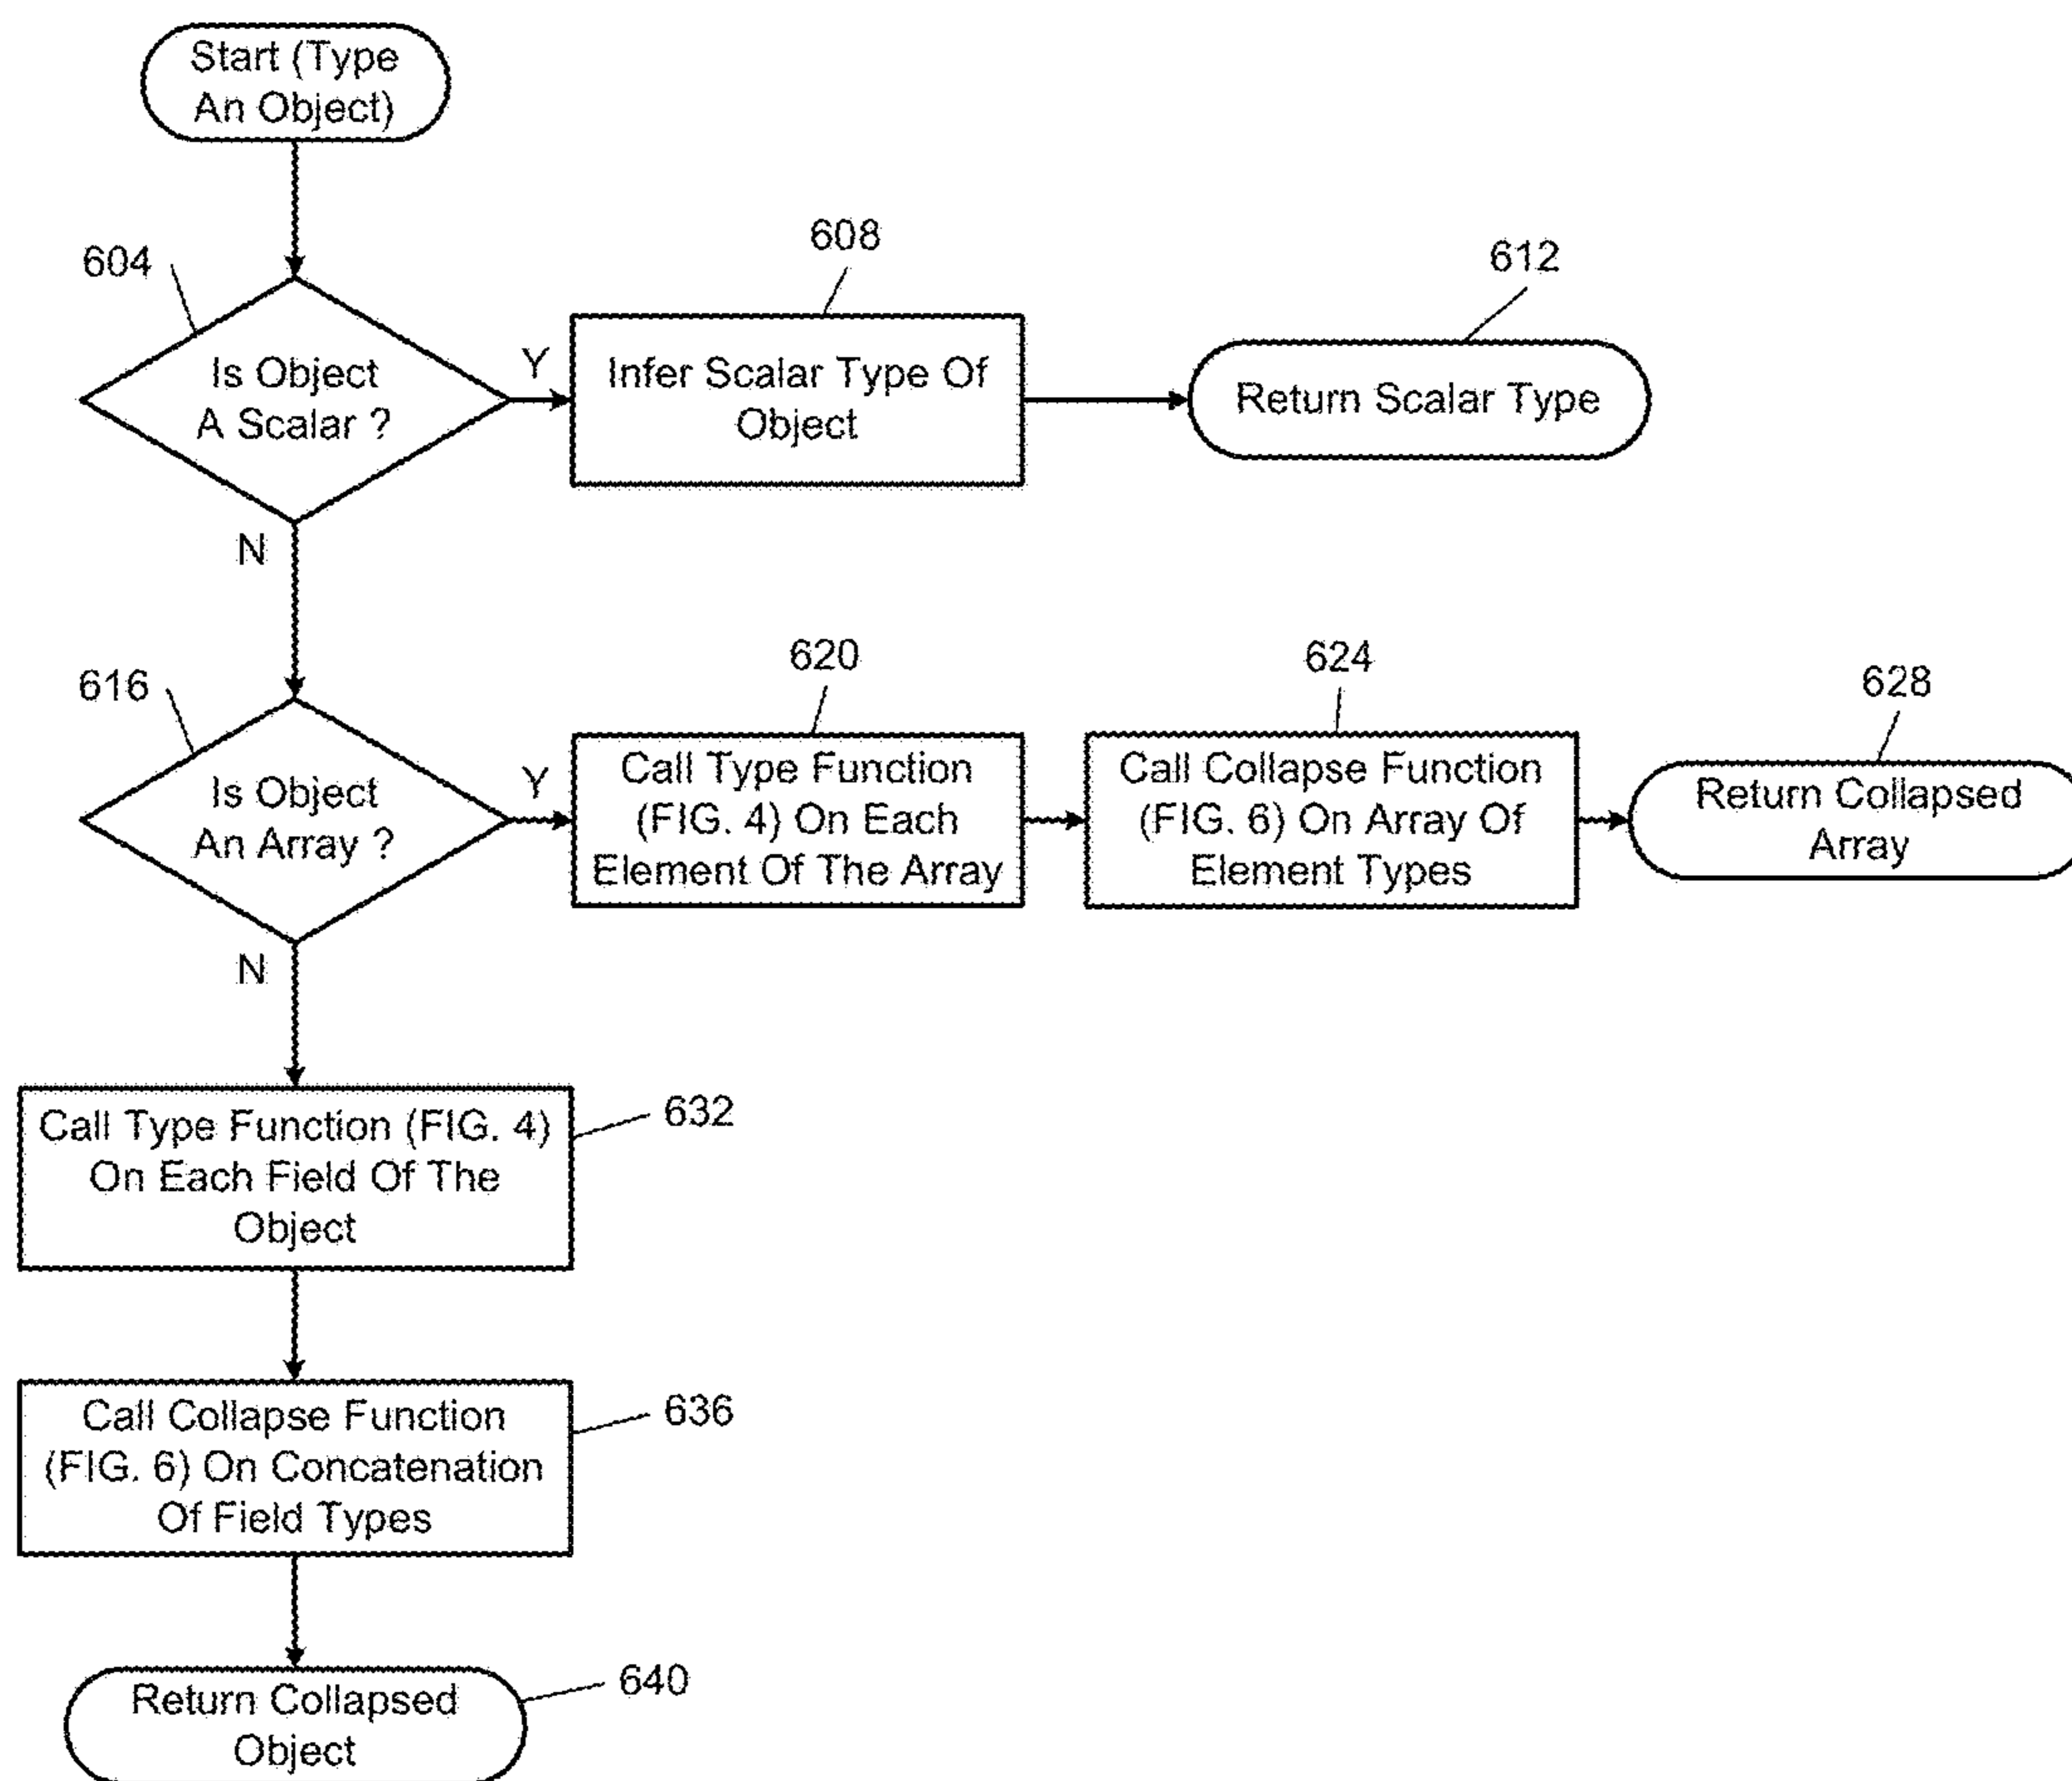 Start (Type
An Object)
604
Is Object
A Scalar ?
Y
608
Infer Scalar Type Of
Object
612
Return Scalar Type
N
616
Is Object
An Array ?
Y
620
Call Type Function
(FIG. 4) On Each
Element Of The Array
624
Call Collapse Function
(FIG. 6) On Array Of
Element Types
628
Return Collapsed
Array
N
Call Type Function (FIG. 4)
On Each Field Of The
Object
632
Call Collapse Function
(FIG. 6) On Concatenation
Of Field Types
636
Return Collapsed
Object
640